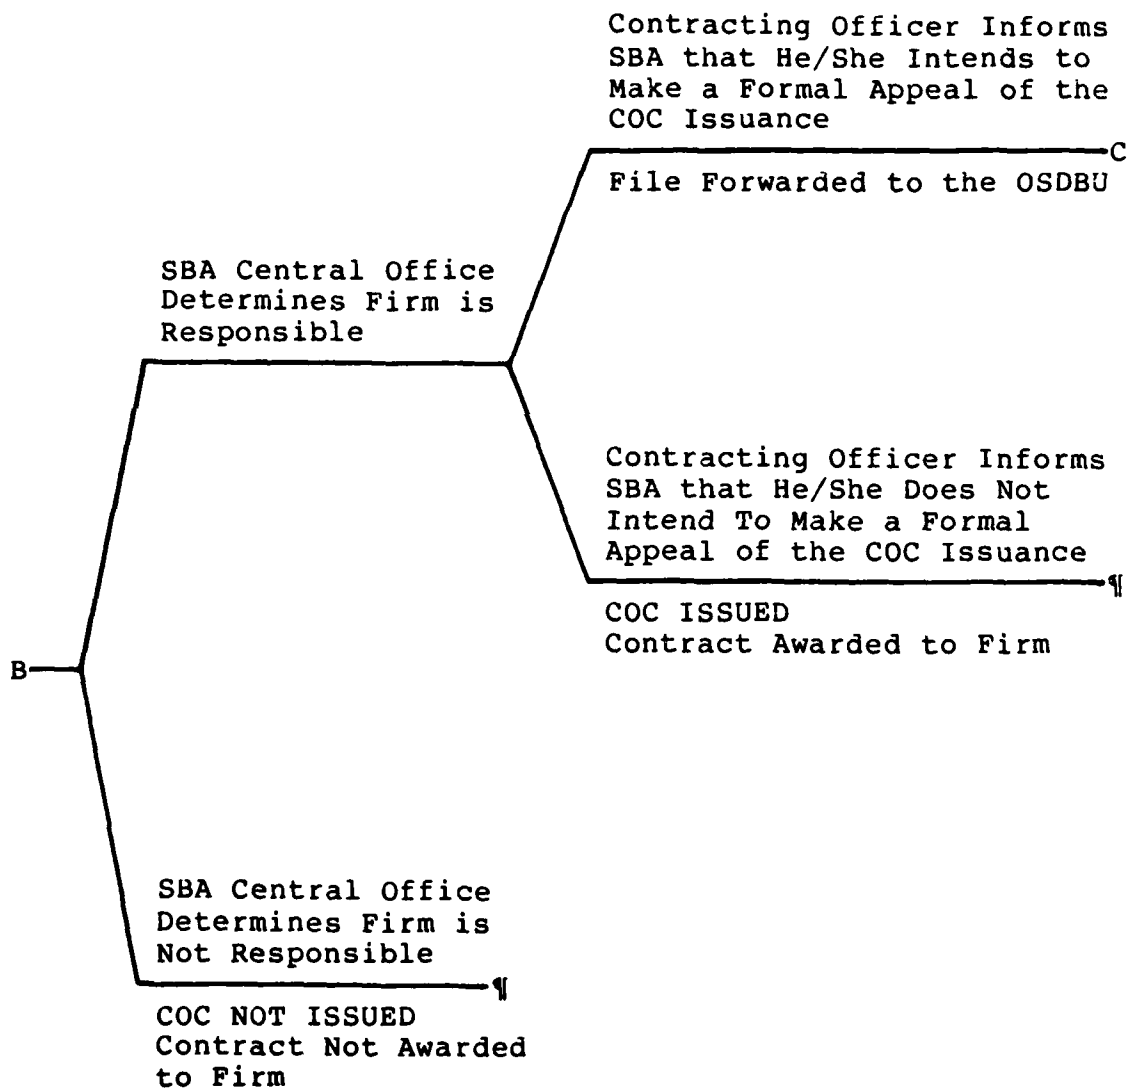 Contracting Officer Informs
SBA that He/She Intends to
Make a Formal Appeal of the
COC Issuance
C
File Forwarded to the OSDBU
SBA Central Office
Determines Firm is
Responsible
Contracting Officer Informs
SBA that He/She Does Not
Intend To Make a Formal
Appeal of the COC Issuance
¶
COC ISSUED
Contract Awarded to Firm
B
SBA Central Office
Determines Firm is
Not Responsible
¶
COC NOT ISSUED
Contract Not Awarded
to Firm